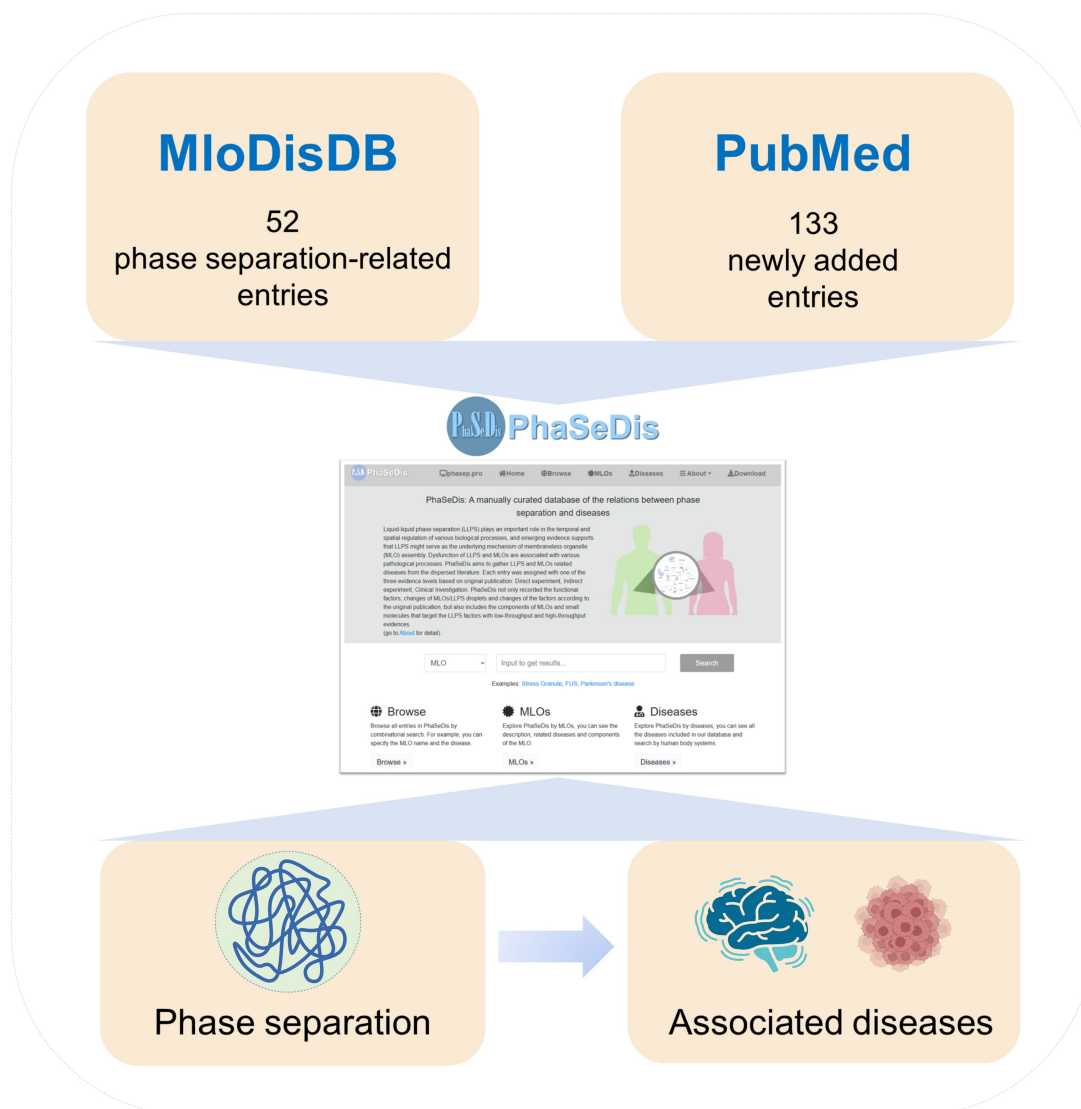 MloDisDB
52
phase separation-related
entries
PubMed
133
newly added
entries
PhaSeDis
PhaSeDis
PhaSeDis
phasep.pro
Home
Browse
MLOs
Diseases
About
Download
PhaSeDis: A manually curated database of the relations between phase
separation and diseases
Liquid-liquid phase separation (LLPS) plays an important role in the temporal and
spatial regulation of various biological processes, and emerging evidence supports
that LLPS might serve as the underlying mechanism of membraneless organelle
(MLO) assembly. Dysfunction of LLPS and MLOs are associated with various
pathological processes. PhaSeDis aims to gather LLPS and MLOs related
diseases from the dispersed literature. Each entry was assigned with one of the
three evidence levels based on original publication: Direct experiment, Indirect
experiment, Clinical Investigation. PhaSeDis not only recorded the functional
factors, changes of MLOs/LLPS droplets and changes of the factors according to
the original publication, but also includes the components of MLOs and small
molecules that target the LLPS factors with low-throughput and high-throughput
evidences
(go to About for detail).
MLO
Input to get results...
Search
Examples: Stress Granule, FUS, Parkinson's disease
Browse
Browse all entries in PhaSeDis by
combinatorial search. For example, you can
specify the MLO name and the disease
Browse »
MLOs
Explore PhaSeDis by MLOs, you can see the
description, related diseases and components
of the MLO.
MLOs »
Diseases
Explore PhaSeDis by diseases, you can see all
the diseases included in our database and
search by human body systems.
Diseases »
Phase separation
Associated diseases